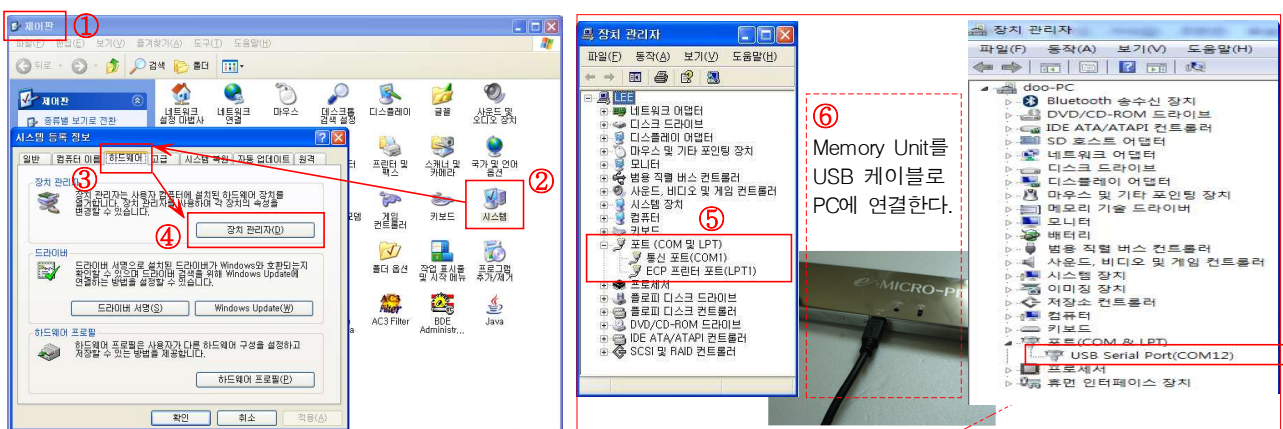 ①
제어판
파일(F) 편집(E) 보기(V) 즐겨찾기(A) 도구(T) 도움말(H)
뒤로 검색 폴더
제어판
종류별 보기로 전환
네트워크 설정 마법사
네트워크 연결
마우스
데스크톱 검색 설정
디스플레이
글꼴
사운드 및 오디오 장치
프린터 및 팩스
스캐너 및 카메라
국가 및 언어 옵션
②
게임 컨트롤러
키보드
시스템
폴더 옵션
작업 표시줄 및 시작 메뉴
프로그램 추가/제거
AC3 Filter
BDE Administr...
Java
시스템 등록 정보
일반 컴퓨터 이름 하드웨어 고급 시스템 복원 자동 업데이트 원격
③
장치 관리자
장치 관리자는 사용자 컴퓨터에 설치된 하드웨어 장치를
열거합니다. 장치 관리자를 사용하여 각 장치의 속성을
변경할 수 있습니다.
④
장치 관리자(D)
드라이버
드라이버 서명으로 설치된 드라이버가 Windows와 호환되는지
확인할 수 있으며 드라이버 검색을 위해 Windows Update에
연결하는 방법을 설정할 수 있습니다.
드라이버 서명(S) Windows Update(W)
하드웨어 프로필
하드웨어 프로필은 사용자가 다른 하드웨어 구성을 설정하고
저장할 수 있는 방법을 제공합니다.
하드웨어 프로필(P)
확인 취소 적용(A)
장치 관리자
파일(F) 동작(A) 보기(V) 도움말(H)
LEE
네트워크 어댑터
디스크 드라이브
디스플레이 어댑터
마우스 및 기타 포인팅 장치
모니터
범용 직렬 버스 컨트롤러
사운드, 비디오 및 게임 컨트롤러
시스템 장치
컴퓨터
키보드
⑤
포트 (COM 및 LPT)
통신 포트(COM1)
ECP 프린터 포트(LPT1)
프로세서
플로피 디스크 드라이브
플로피 디스크 컨트롤러
DVD/CD-ROM 드라이브
IDE ATA/ATAPI 컨트롤러
SCSI 및 RAID 컨트롤러
⑥
Memory Unit를
USB 케이블로
PC에 연결한다.
장치 관리자
파일(F) 동작(A) 보기(V) 도움말(H)
doo-PC
Bluetooth 송수신 장치
DVD/CD-ROM 드라이브
IDE ATA/ATAPI 컨트롤러
SD 호스트 어댑터
네트워크 어댑터
디스크 드라이브
디스플레이 어댑터
마우스 및 기타 포인팅 장치
메모리 기술 드라이버
모니터
배터리
범용 직렬 버스 컨트롤러
사운드, 비디오 및 게임 컨트롤러
시스템 장치
이미징 장치
저장소 컨트롤러
컴퓨터
키보드
포트(COM & LPT)
USB Serial Port(COM12)
프로세서
휴먼 인터페이스 장치